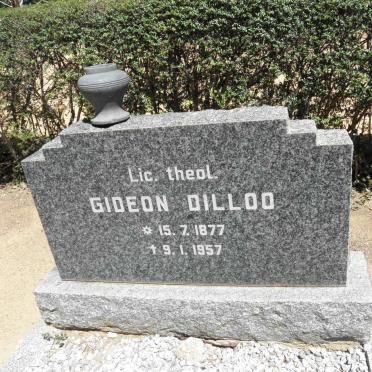 Lic. theol.
GIDEON DILLOO
✲ 15. 7. 1877
† 9. 1. 1957